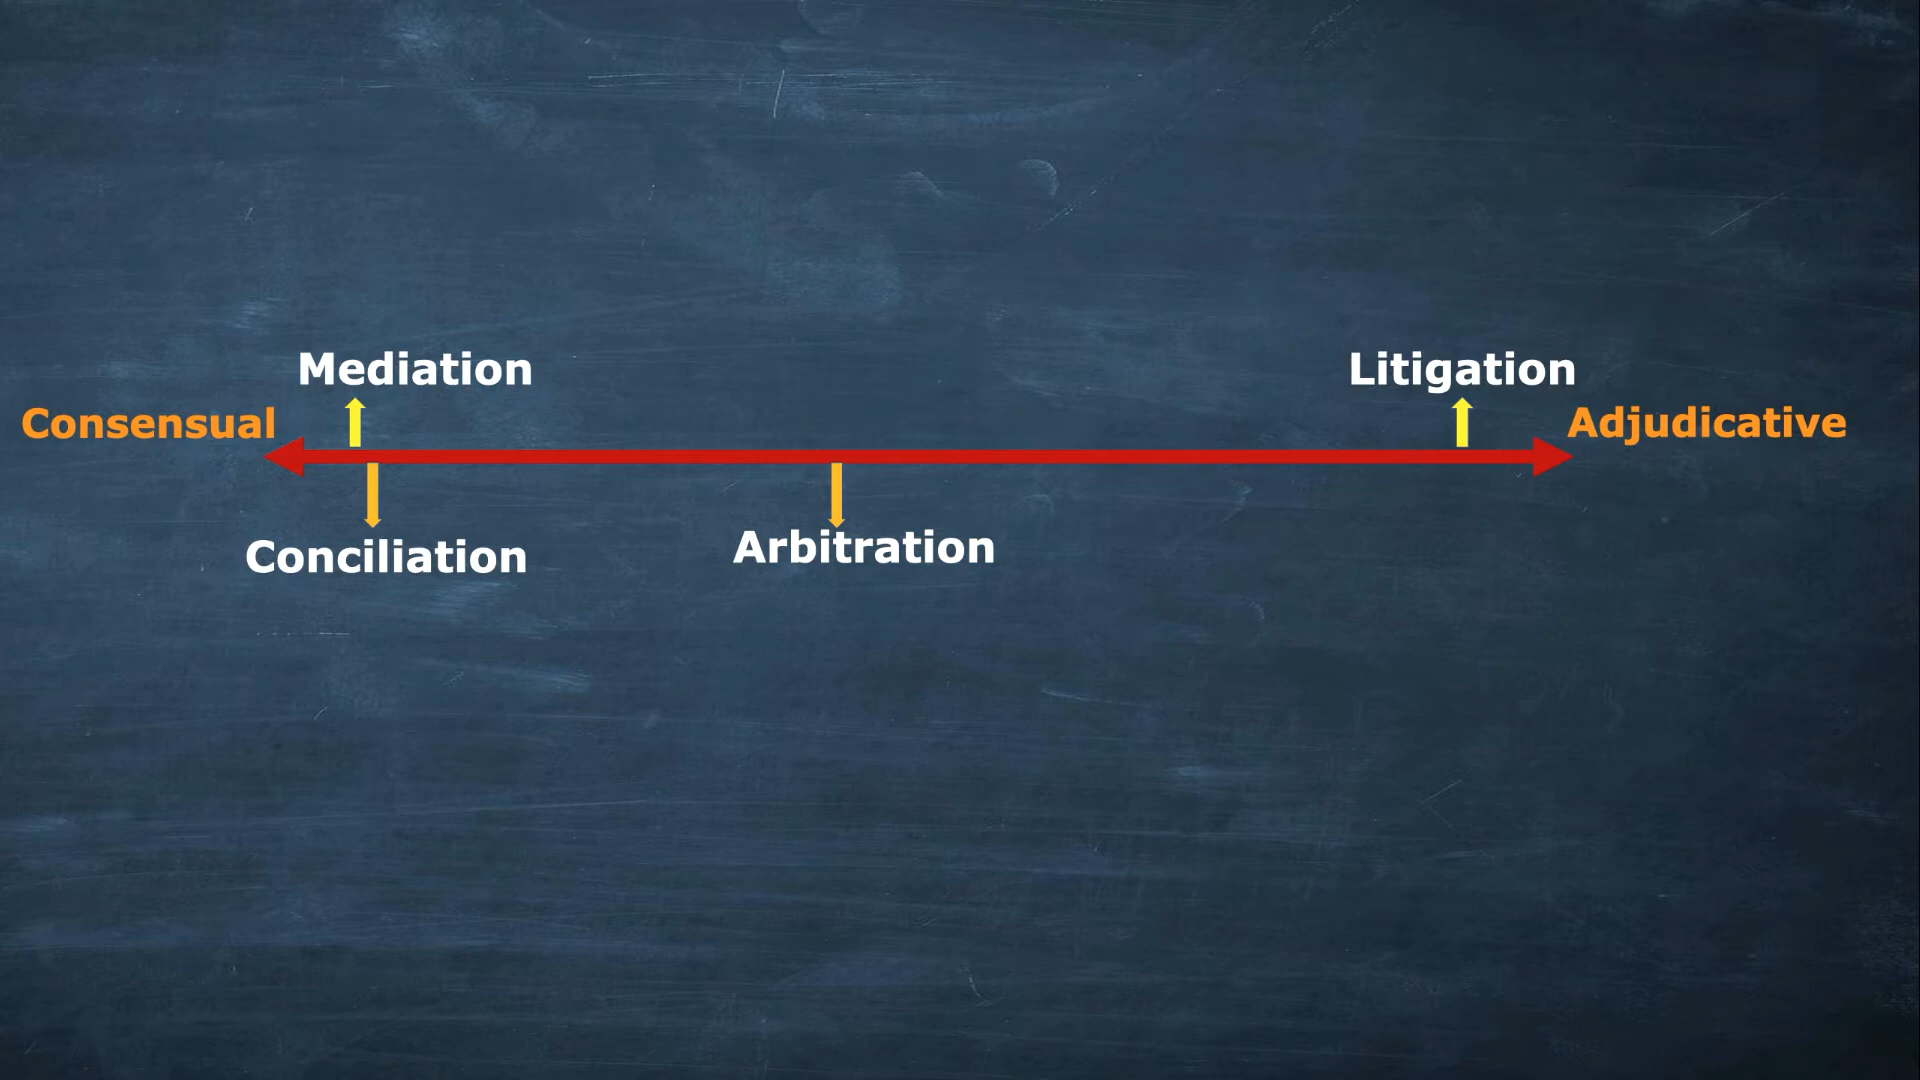 Mediation
Litigation
Consensual
Adjudicative
Conciliation
Arbitration